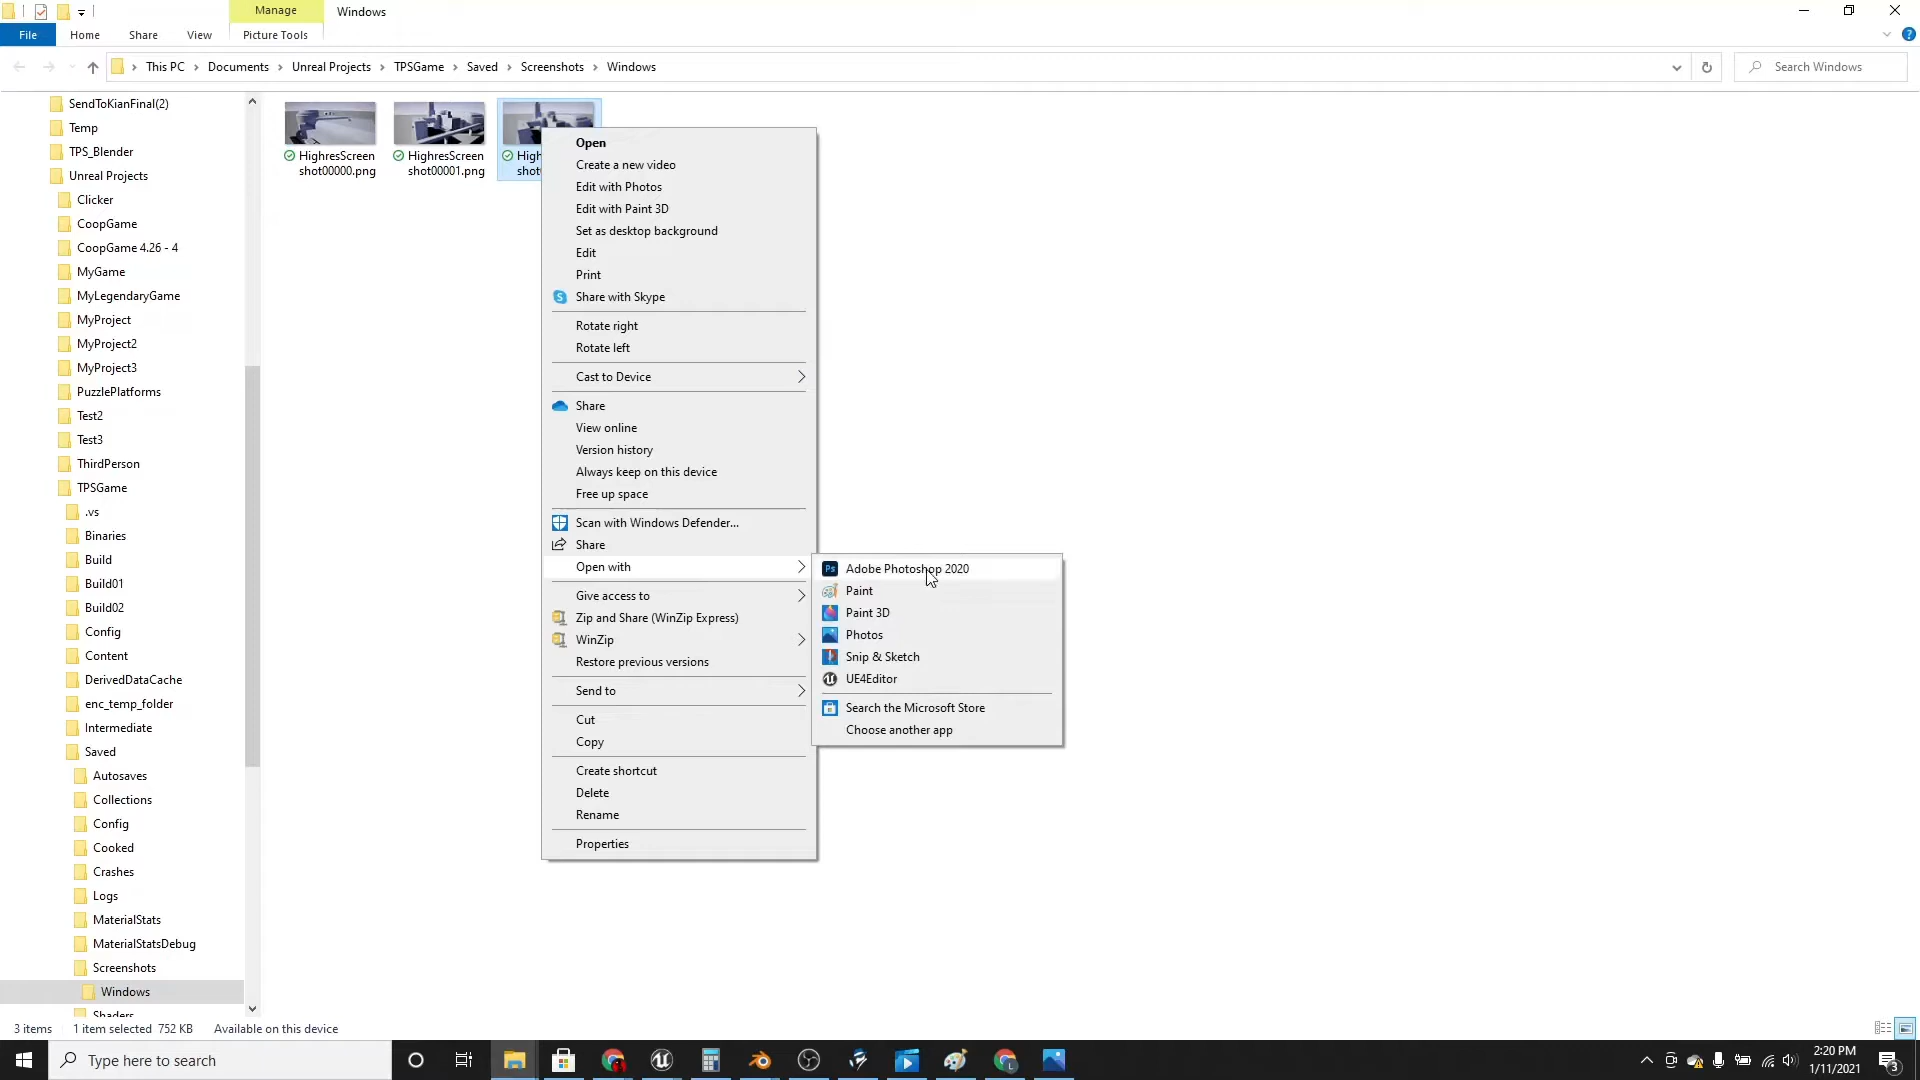 Manage
Windows
File
Home
Share
View
Picture Tools
This PC > Documents > Unreal Projects > TPSGame > Saved > Screenshots > Windows
Search Windows
SendToKianFinal(2)
Temp
TPS_Blender
Unreal Projects
Clicker
CoopGame
CoopGame 4.26 - 4
MyGame
MyLegendaryGame
MyProject
MyProject2
MyProject3
PuzzlePlatforms
Test2
Test3
ThirdPerson
TPSGame
.vs
Binaries
Build
Build01
Build02
Config
Content
DerivedDataCache
enc_temp_folder
Intermediate
Saved
Autosaves
Collections
Config
Cooked
Crashes
Logs
MaterialStats
MaterialStatsDebug
Screenshots
Windows
Shaders
HighresScreen
shot00000.png
HighresScreen
shot00001.png
High
shot
Open
Create a new video
Edit with Photos
Edit with Paint 3D
Set as desktop background
Edit
Print
Share with Skype
Rotate right
Rotate left
Cast to Device
Share
View online
Version history
Always keep on this device
Free up space
Scan with Windows Defender...
Share
Open with
Give access to
Zip and Share (WinZip Express)
WinZip
Restore previous versions
Send to
Cut
Copy
Create shortcut
Delete
Rename
Properties
Adobe Photoshop 2020
Paint
Paint 3D
Photos
Snip & Sketch
UE4Editor
Search the Microsoft Store
Choose another app
3 items
1 item selected 752 KB
Available on this device
Type here to search
2:20 PM
1/11/2021
3